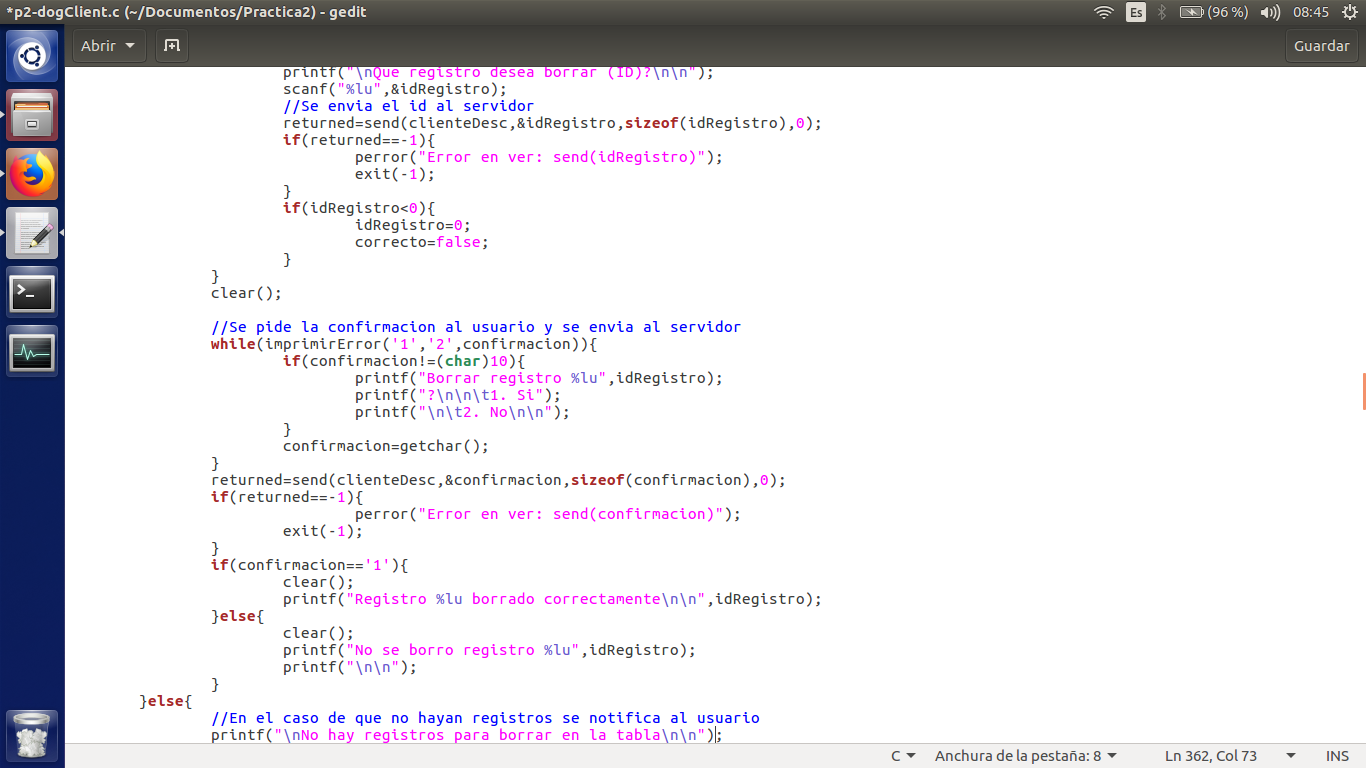 *p2-dogClient.c (~/Documentos/Practica2) - gedit
Es
(96 %)
08:45
Abrir
Guardar
printf("\nQue registro desea borrar (ID)?\n\n");
scanf("%lu",&idRegistro);
//Se envia el id al servidor
returned=send(clienteDesc,&idRegistro,sizeof(idRegistro),0);
if(returned==-1){
perror("Error en ver: send(idRegistro)");
exit(-1);
}
if(idRegistro<0){
idRegistro=0;
correcto=false;
}
}
clear();
//Se pide la confirmacion al usuario y se envia al servidor
while(imprimirError('1','2',confirmacion)){
if(confirmacion!=(char)10){
printf("Borrar registro %lu",idRegistro);
printf("?\n\n\t1. Si");
printf("\n\t2. No\n\n");
}
confirmacion=getchar();
}
returned=send(clienteDesc,&confirmacion,sizeof(confirmacion),0);
if(returned==-1){
perror("Error en ver: send(confirmacion)");
exit(-1);
}
if(confirmacion=='1'){
clear();
printf("Registro %lu borrado correctamente\n\n",idRegistro);
}else{
clear();
printf("No se borro registro %lu",idRegistro);
printf("\n\n");
}
}else{
//En el caso de que no hayan registros se notifica al usuario
printf("\nNo hay registros para borrar en la tabla\n\n");
C
Anchura de la pestaña: 8
Ln 362, Col 73
INS